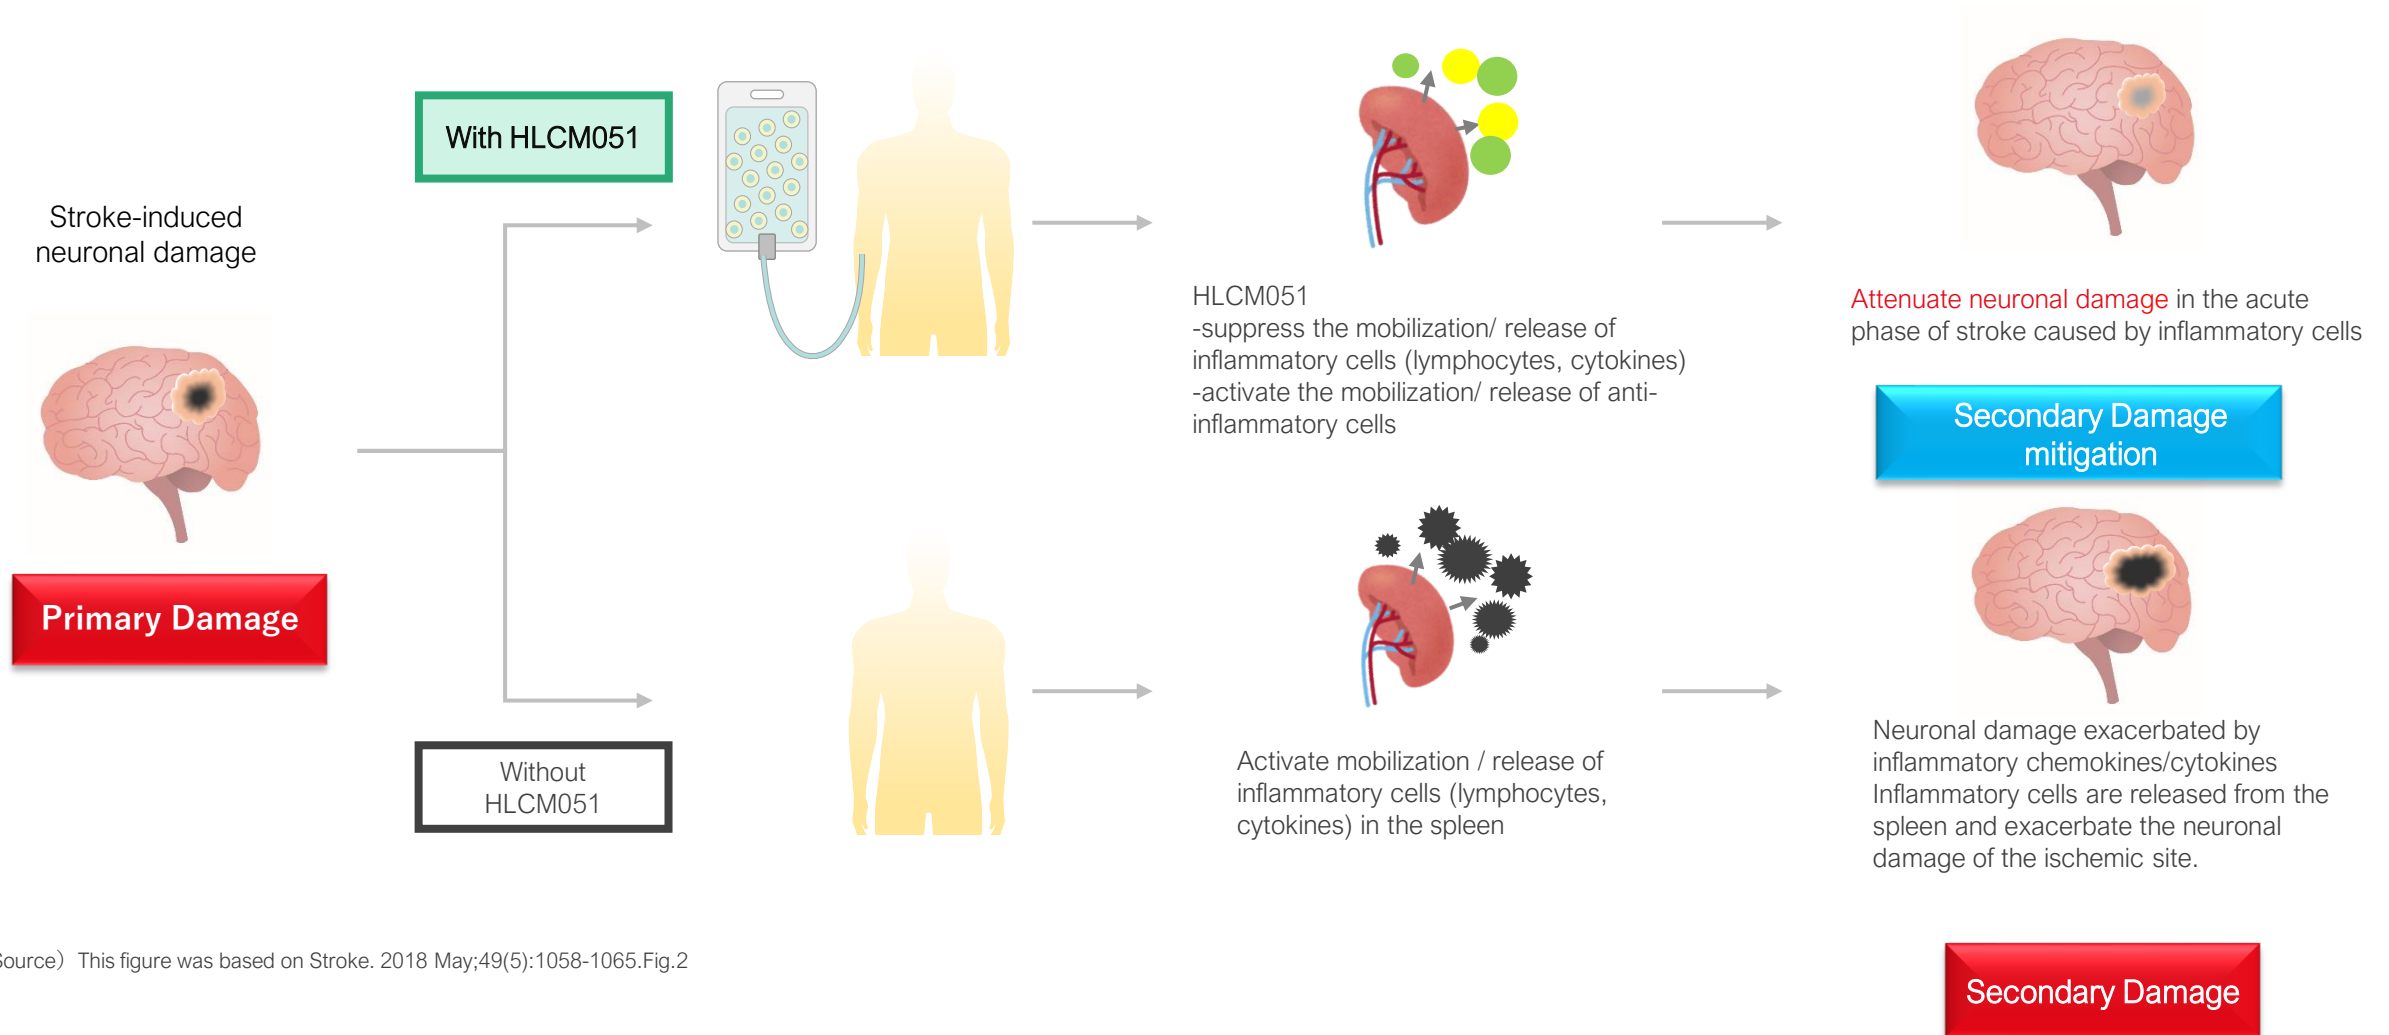 Stroke-induced
neuronal damage
Primary Damage
With HLCM051
HLCM051
-suppress the mobilization/ release of
inflammatory cells (lymphocytes, cytokines)
-activate the mobilization/ release of anti-
inflammatory cells
Attenuate neuronal damage in the acute
phase of stroke caused by inflammatory cells
Secondary Damage
mitigation
Without
HLCM051
Activate mobilization / release of
inflammatory cells (lymphocytes,
cytokines) in the spleen
Neuronal damage exacerbated by
inflammatory chemokines/cytokines
Inflammatory cells are released from the
spleen and exacerbate the neuronal
damage of the ischemic site.
Secondary Damage
Source）This figure was based on Stroke. 2018 May;49(5):1058-1065.Fig.2